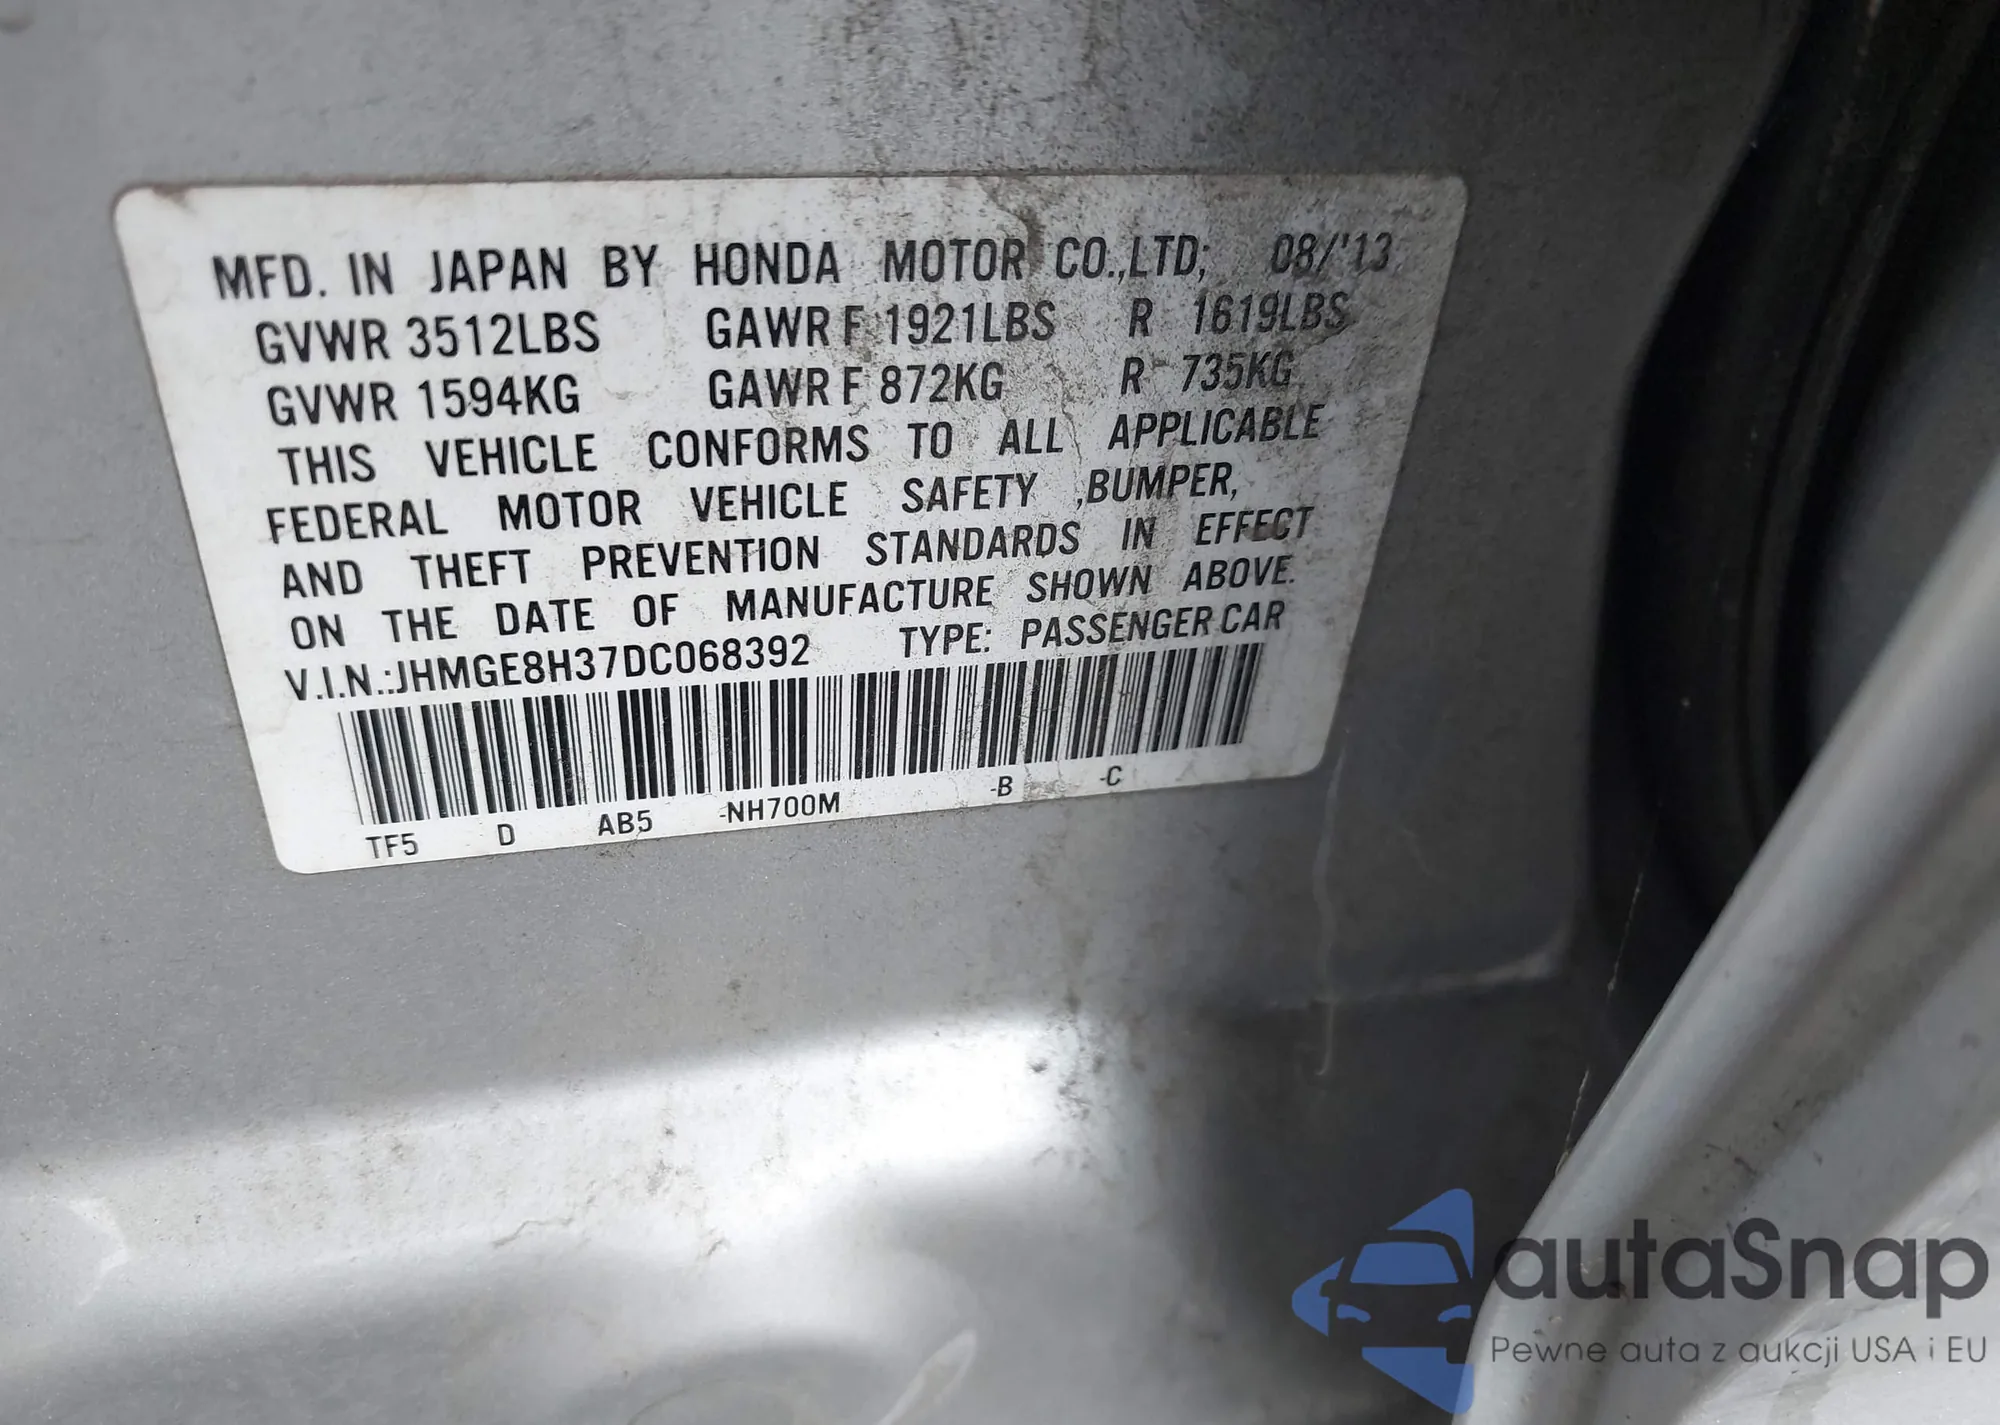 MFD. IN JAPAN BY HONDA MOTOR CO.,LTD; 08/'13
GVWR 3512LBS GAWR F 1921LBS R 1619LBS
GVWR 1594KG GAWR F 872KG R 735KG
THIS VEHICLE CONFORMS TO ALL APPLICABLE
FEDERAL MOTOR VEHICLE SAFETY ,BUMPER,
AND THEFT PREVENTION STANDARDS IN EFFECT
ON THE DATE OF MANUFACTURE SHOWN ABOVE.
V.I.N.:JHMGE8H37DC068392 TYPE: PASSENGER CAR
TF5 D AB5 -NH700M -B -C
autaSnap
Pewne auta z aukcji USA i EU